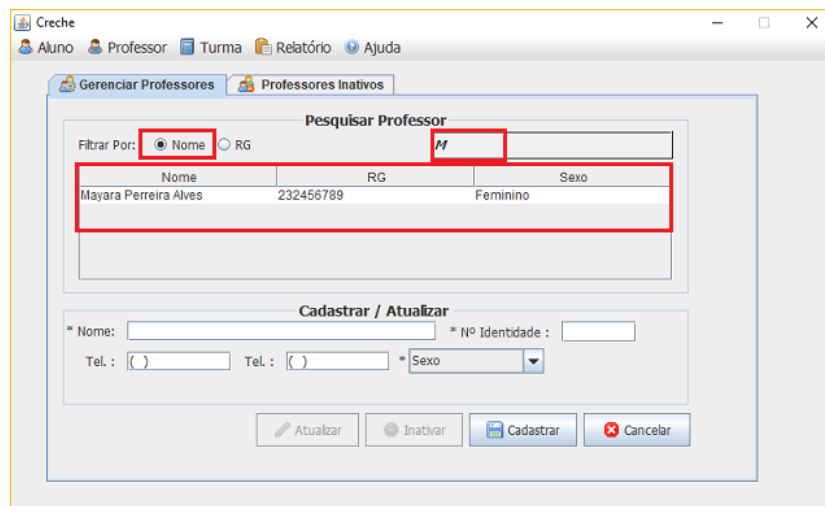 Creche
Aluno Professor Turma Relatório Ajuda
Gerenciar Professores Professores Inativos
Pesquisar Professor
Filtrar Por: Nome RG M
Nome RG Sexo
Mayara Perreira Alves 232456789 Feminino
Cadastrar / Atualizar
* Nome: * Nº Identidade :
Tel. : ( ) Tel. : ( ) * Sexo
Atualizar Inativar Cadastrar Cancelar